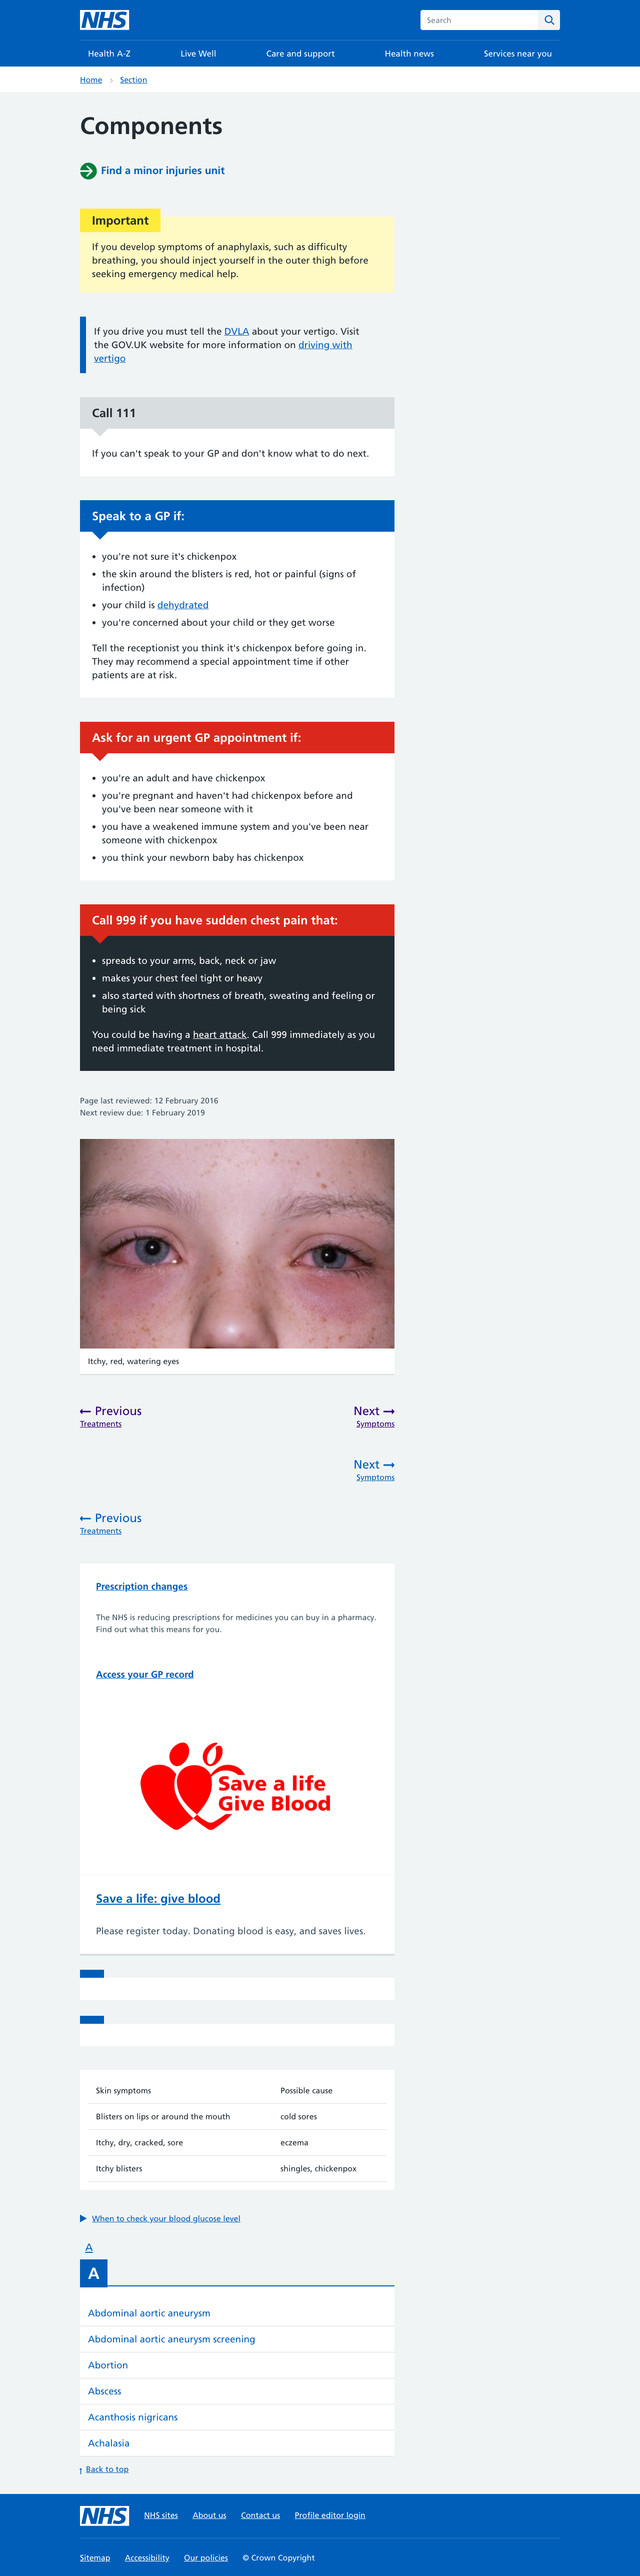 NHS
Search
Health A-Z
Live Well
Care and support
Health news
Services near you
Home
Section
Components
Find a minor injuries unit
Important
If you develop symptoms of anaphylaxis, such as difficulty
breathing, you should inject yourself in the outer thigh before
seeking emergency medical help.
If you drive you must tell the DVLA about your vertigo. Visit
the GOV.UK website for more information on driving with
vertigo
Call 111
If you can't speak to your GP and don't know what to do next.
Speak to a GP if:
you're not sure it's chickenpox
the skin around the blisters is red, hot or painful (signs of
infection)
your child is dehydrated
you're concerned about your child or they get worse
Tell the receptionist you think it's chickenpox before going in.
They may recommend a special appointment time if other
patients are at risk.
Ask for an urgent GP appointment if:
you're an adult and have chickenpox
you're pregnant and haven't had chickenpox before and
you've been near someone with it
you have a weakened immune system and you've been near
someone with chickenpox
you think your newborn baby has chickenpox
Call 999 if you have sudden chest pain that:
spreads to your arms, back, neck or jaw
makes your chest feel tight or heavy
also started with shortness of breath, sweating and feeling or
being sick
You could be having a heart attack. Call 999 immediately as you
need immediate treatment in hospital.
Page last reviewed: 12 February 2016
Next review due: 1 February 2019
Itchy, red, watering eyes
Previous
Treatments
Next
Symptoms
Next
Symptoms
Previous
Treatments
Prescription changes
The NHS is reducing prescriptions for medicines you can buy in a pharmacy.
Find out what this means for you.
Access your GP record
Save a life
Give Blood
Save a life: give blood
Please register today. Donating blood is easy, and saves lives.
Skin symptoms
Possible cause
Blisters on lips or around the mouth
cold sores
Itchy, dry, cracked, sore
eczema
Itchy blisters
shingles, chickenpox
When to check your blood glucose level
A
A
Abdominal aortic aneurysm
Abdominal aortic aneurysm screening
Abortion
Abscess
Acanthosis nigricans
Achalasia
Back to top
NHS
NHS sites
About us
Contact us
Profile editor login
Sitemap
Accessibility
Our policies
© Crown Copyright